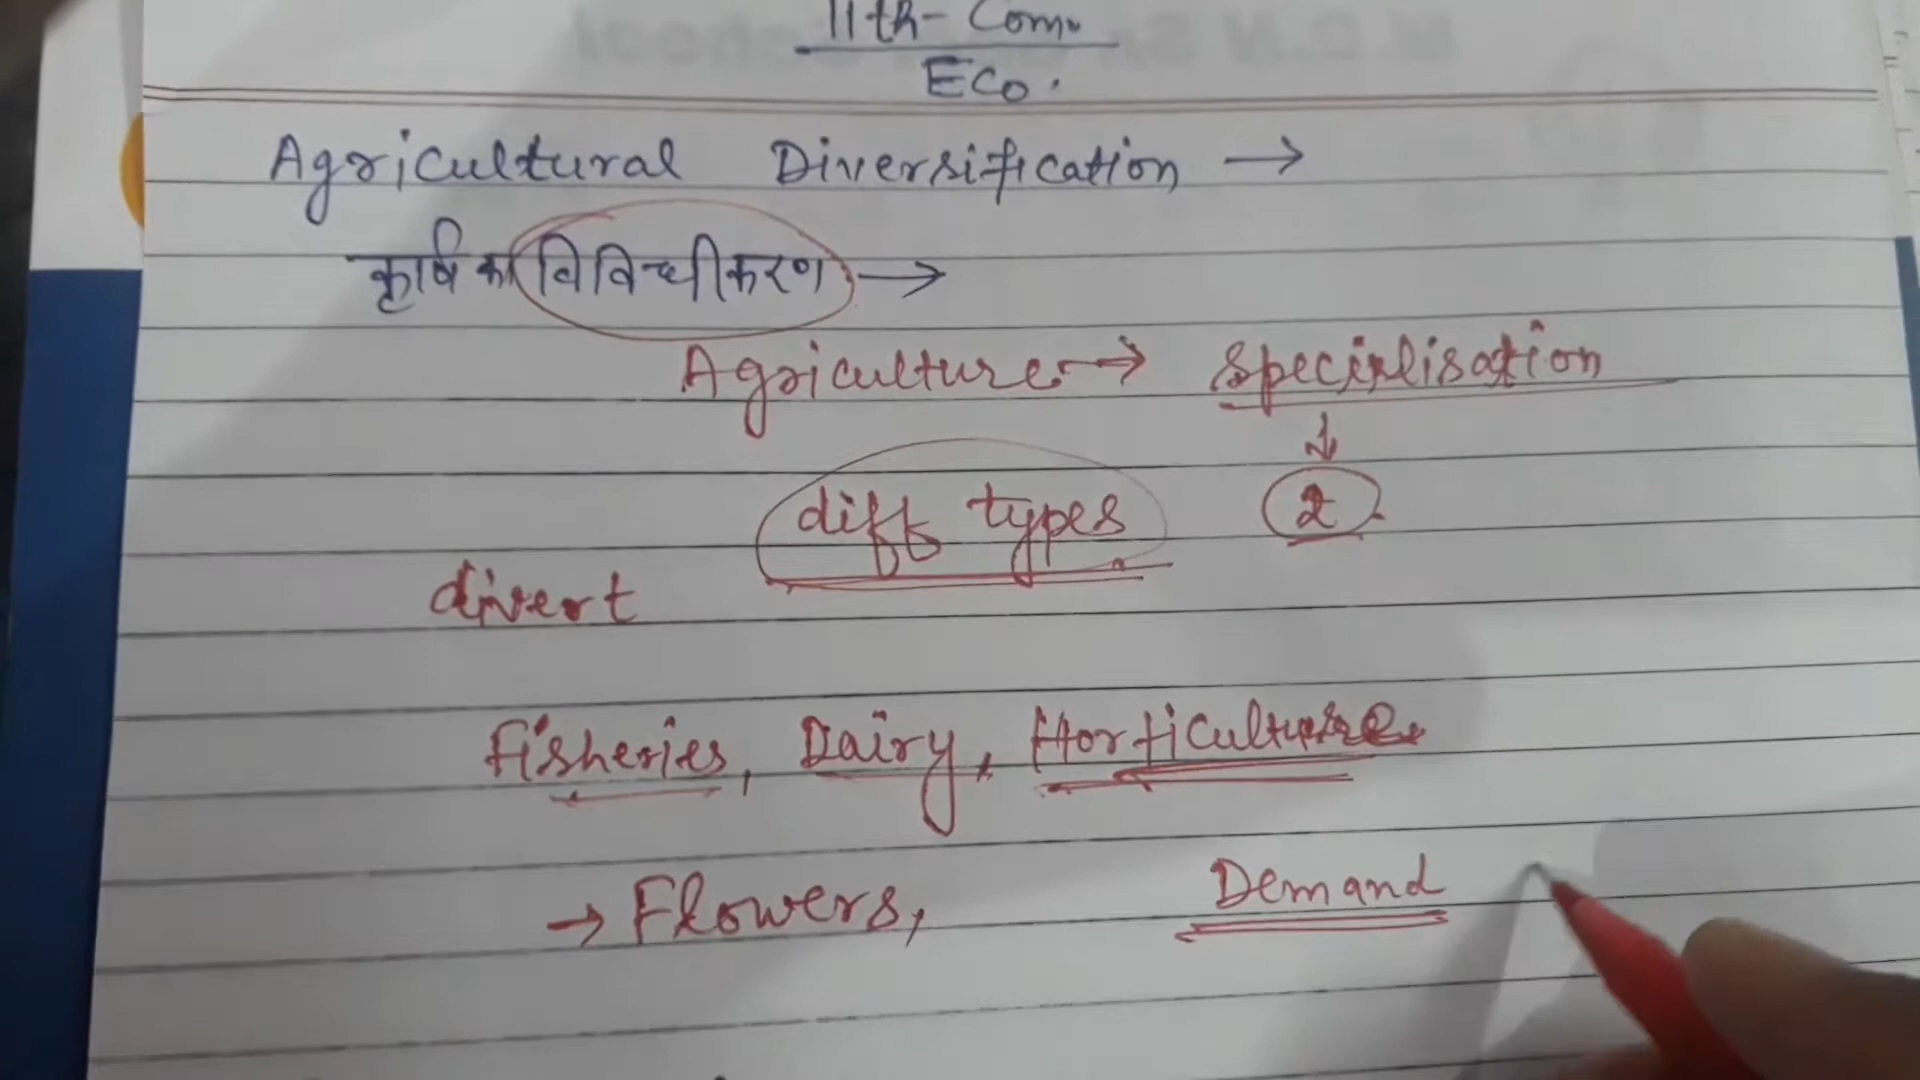 11th- Com.
Eco.
Agricultural Diversification →
कृषि का विविधीकरण →
Agriculture → Specialisation
↓
diff types 2
divert
Fisheries, Dairy, Horticulture
→ Flowers, Demand